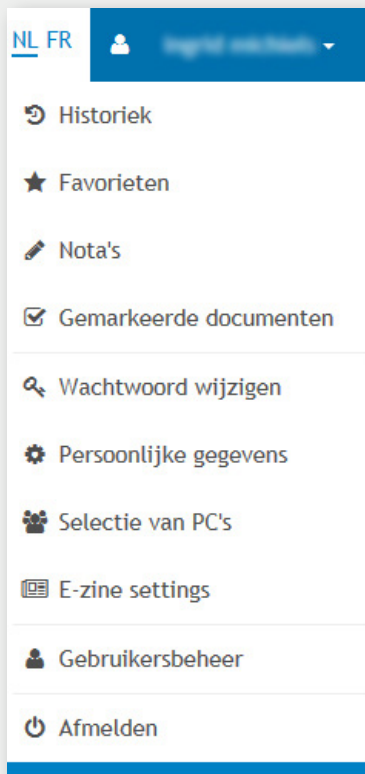 NL FR
Historiek
Favorieten
Nota's
Gemarkeerde documenten
Wachtwoord wijzigen
Persoonlijke gegevens
Selectie van PC's
E-zine settings
Gebruikersbeheer
Afmelden